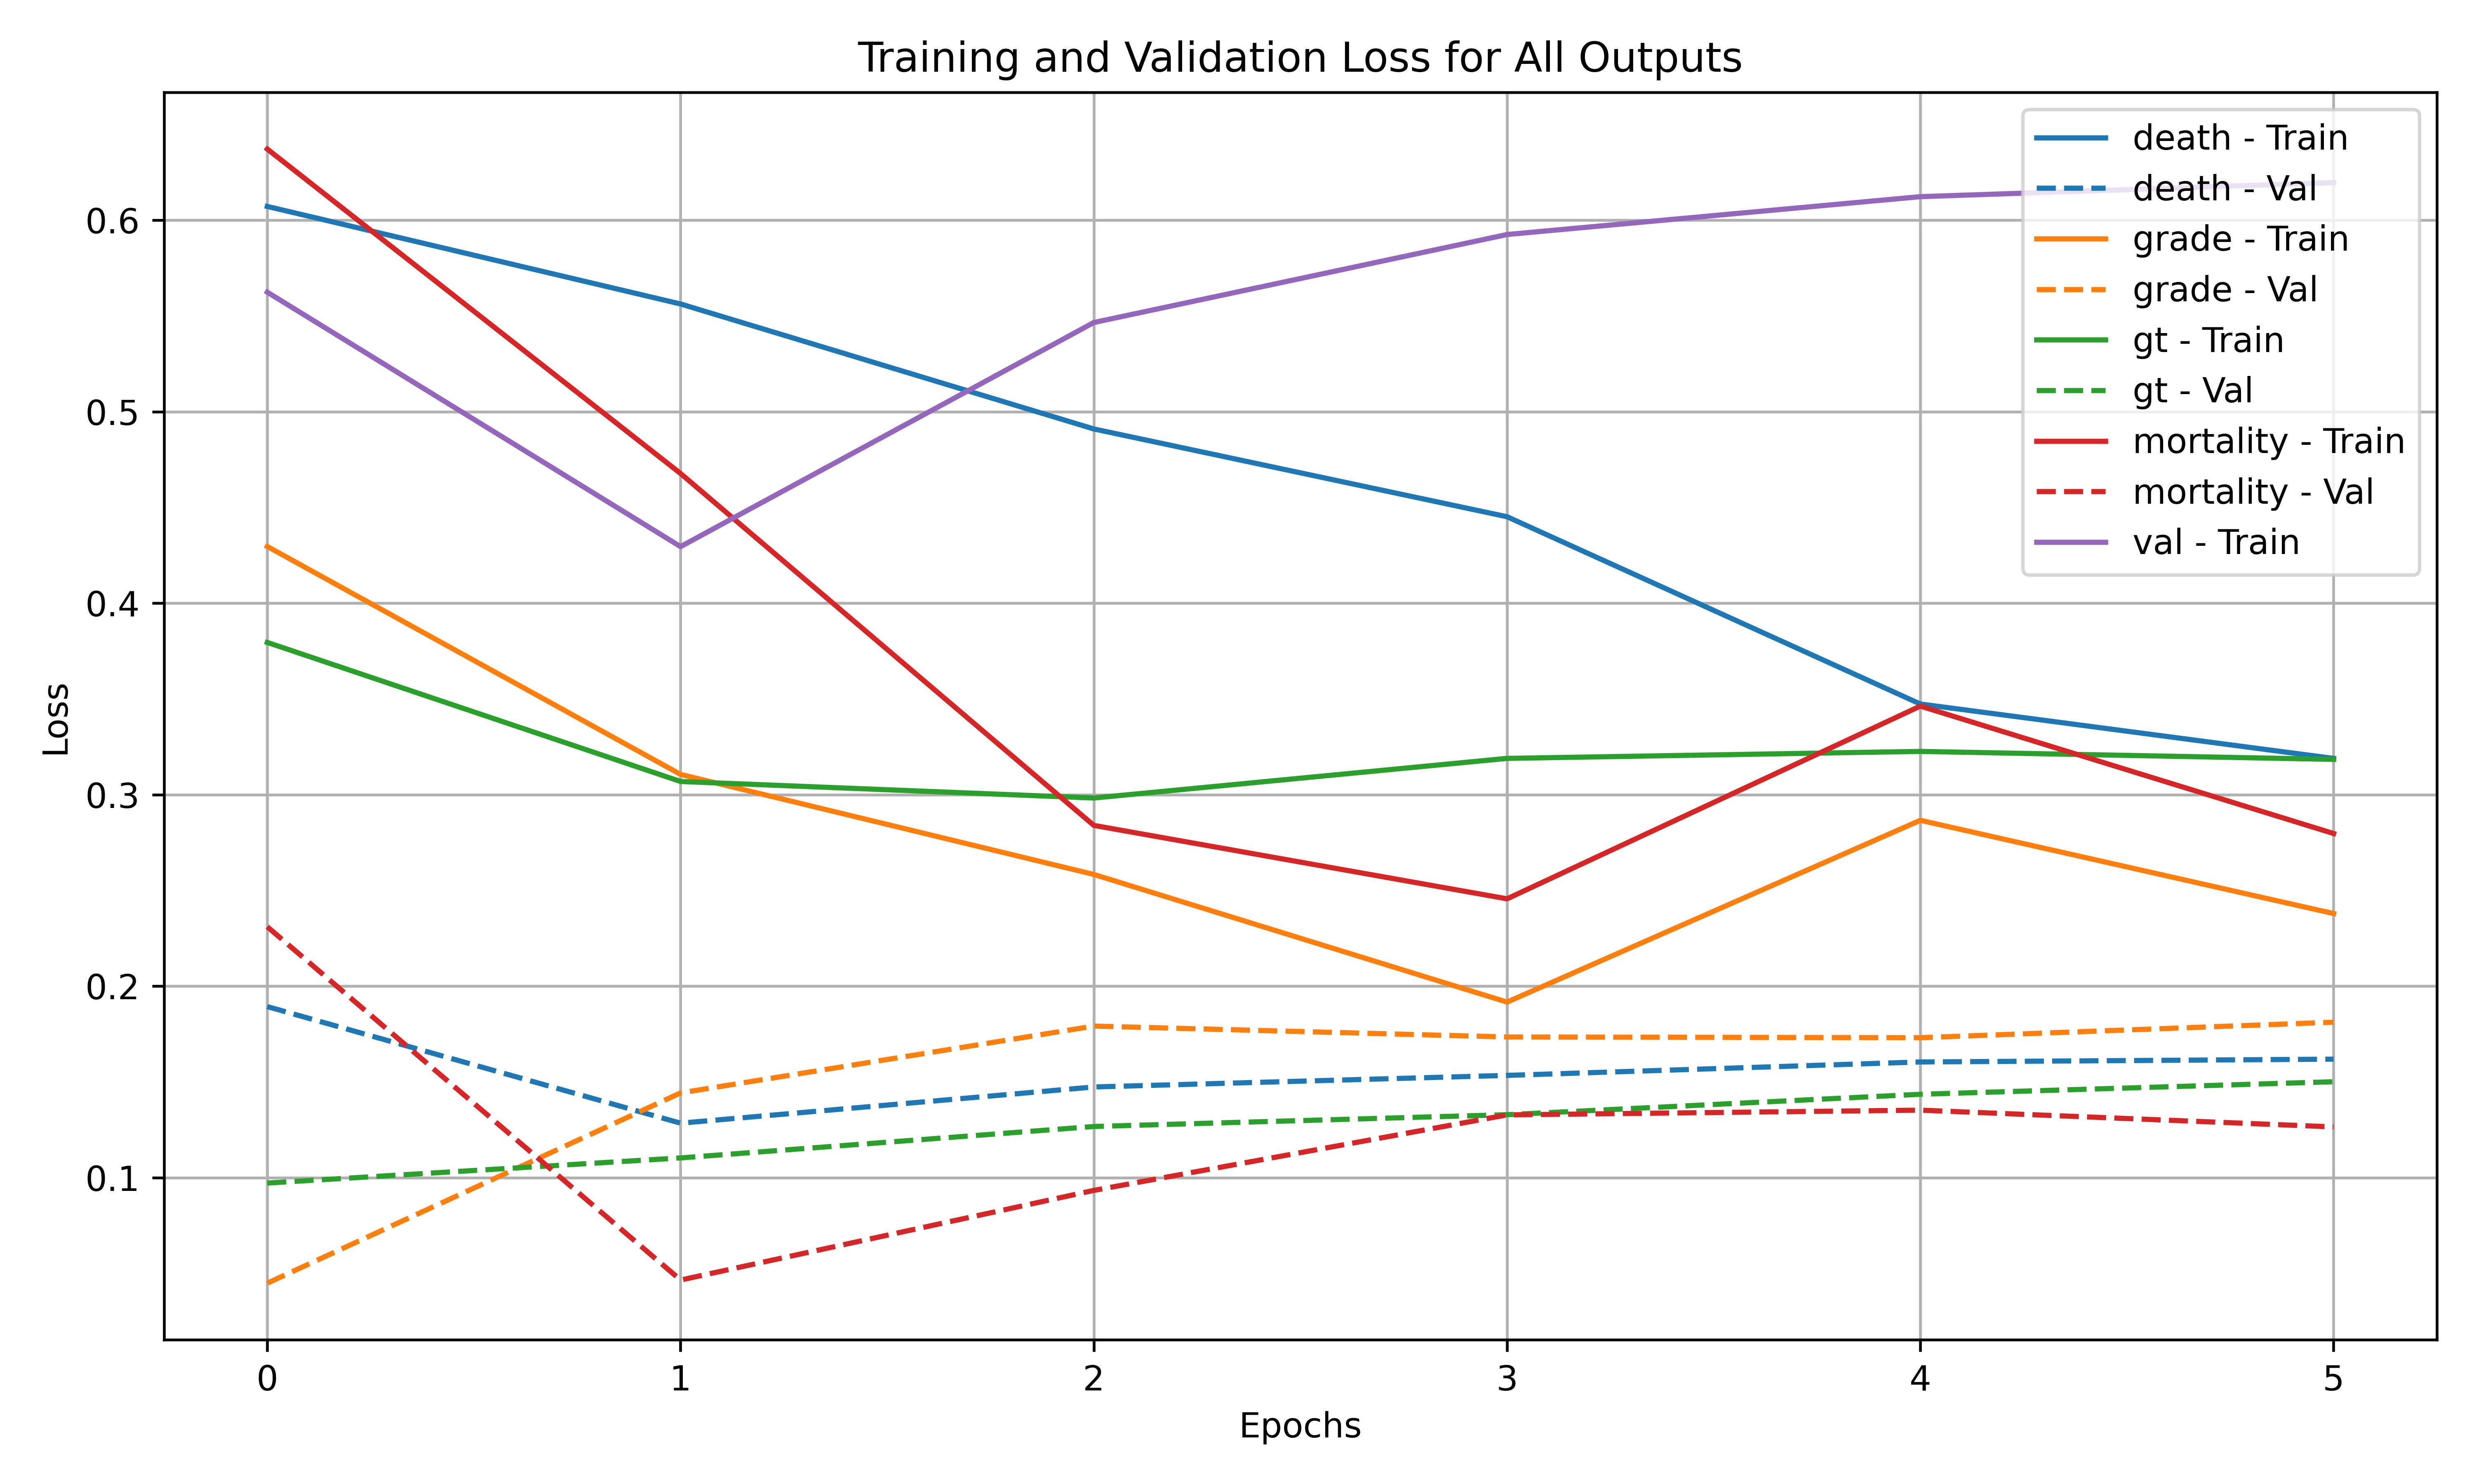 Training and Validation Loss for All Outputs
death - Train
death - Val
grade - Train
grade - Val
gt - Train
gt - Val
mortality - Train
mortality - Val
val - Train
0.6
0.5
0.4
0.3
0.2
0.1
Loss
0 1 2 3 4 5
Epochs